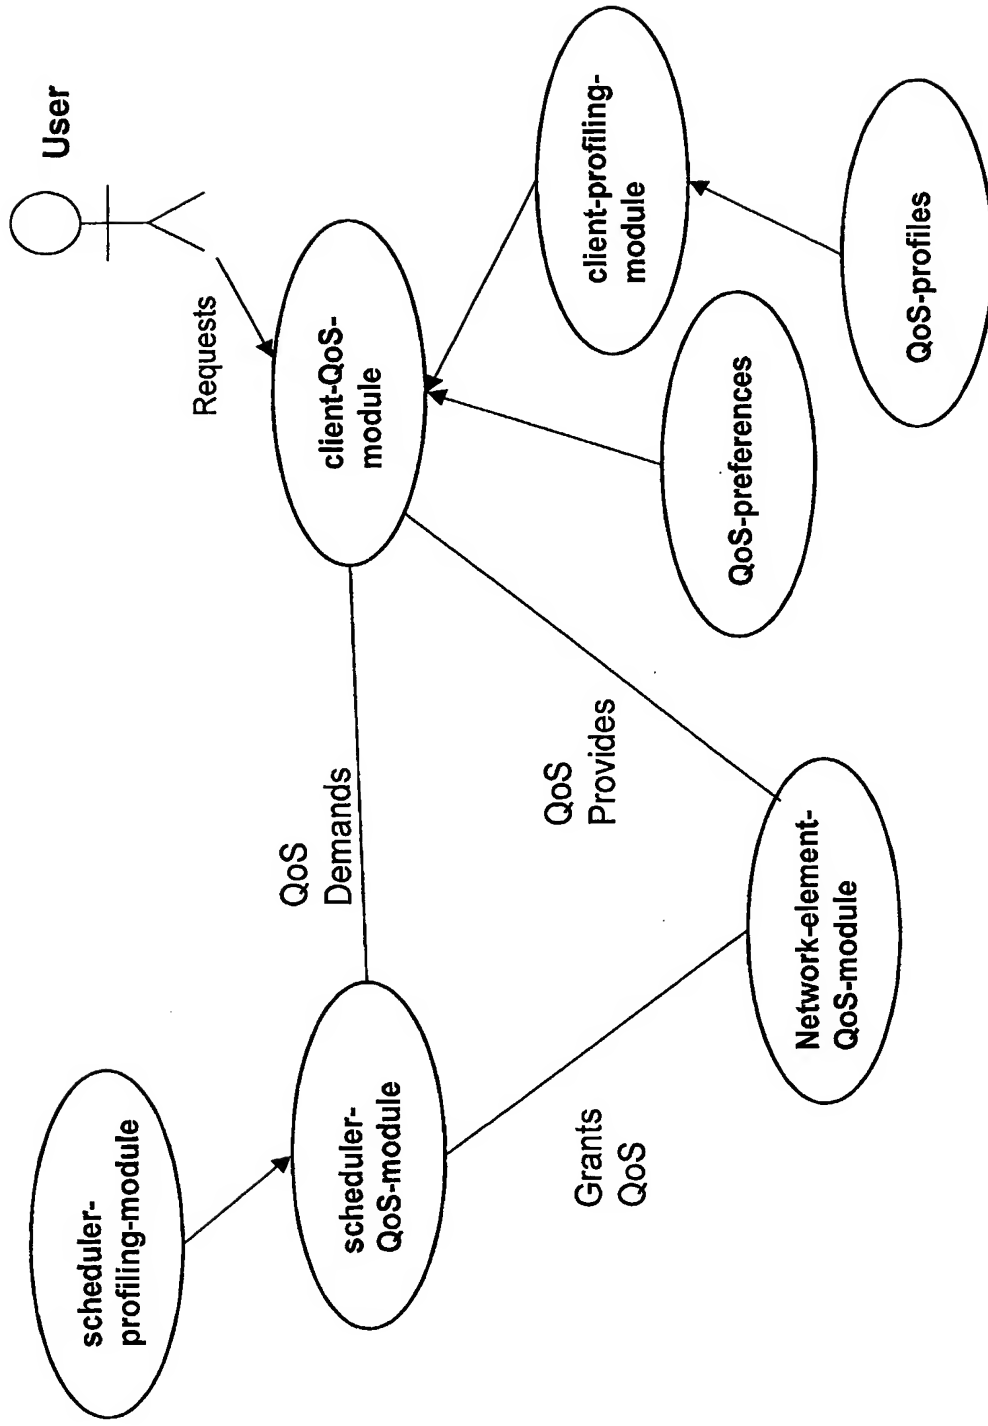 User
Requests
client-QoS-
module
client-profiling-
module
QoS-preferences
QoS-profiles
QoS
Demands
QoS
Provides
scheduler-
profiling-module
scheduler-
QoS-module
Grants
QoS
Network-element-
QoS-module